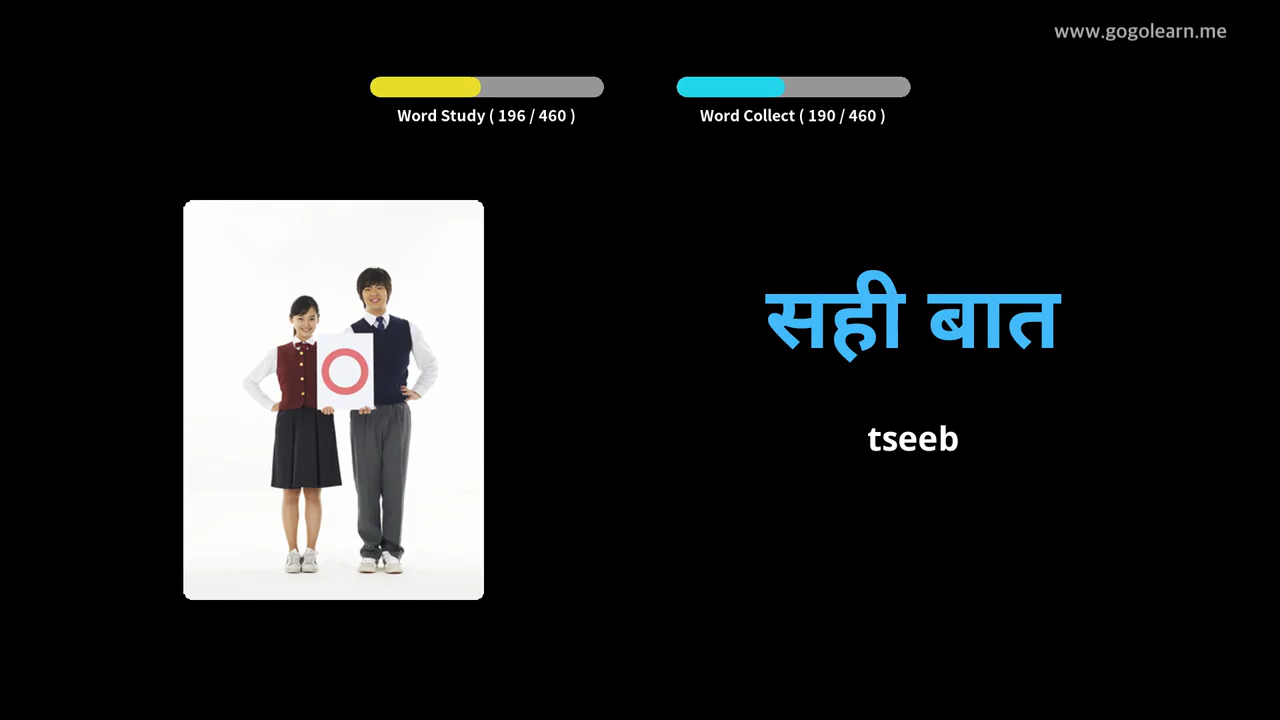 www.gogolearn.me
Word Study ( 196 / 460 )
Word Collect ( 190 / 460 )
सही बात
tseeb